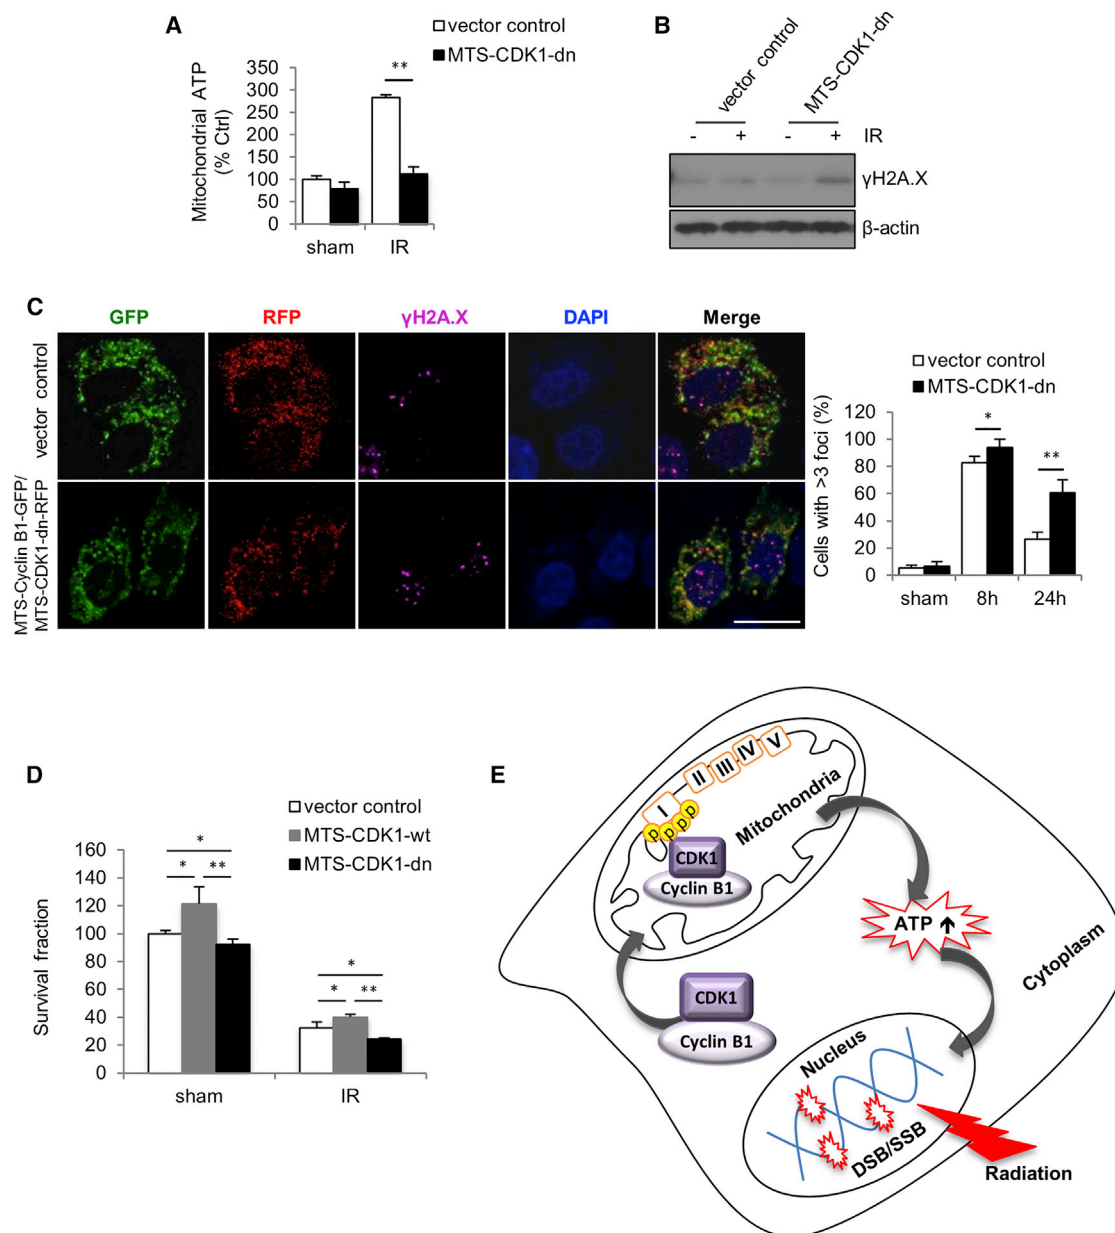 A
vector control
MTS-CDK1-dn
Mitochondrial ATP
(% Ctrl)
350
300
250
200
150
100
50
0
**
sham
IR
B
vector control
MTS-CDK1-dn
- + - + IR
γH2A.X
β-actin
C
GFP RFP γH2A.X DAPI Merge
vector control
MTS-Cyclin B1-GFP/
MTS-CDK1-dn-RFP
vector control
MTS-CDK1-dn
Cells with >3 foci (%)
120
100
80
60
40
20
0
*
**
sham 8h 24h
D
vector control
MTS-CDK1-wt
MTS-CDK1-dn
Survival fraction
160
140
120
100
80
60
40
20
0
*
* **
*
* **
sham IR
E
I II III IV V
p p p p
Mitochondria
CDK1
Cyclin B1
ATP
Cytoplasm
CDK1
Cyclin B1
Nucleus
DSB/SSB
Radiation